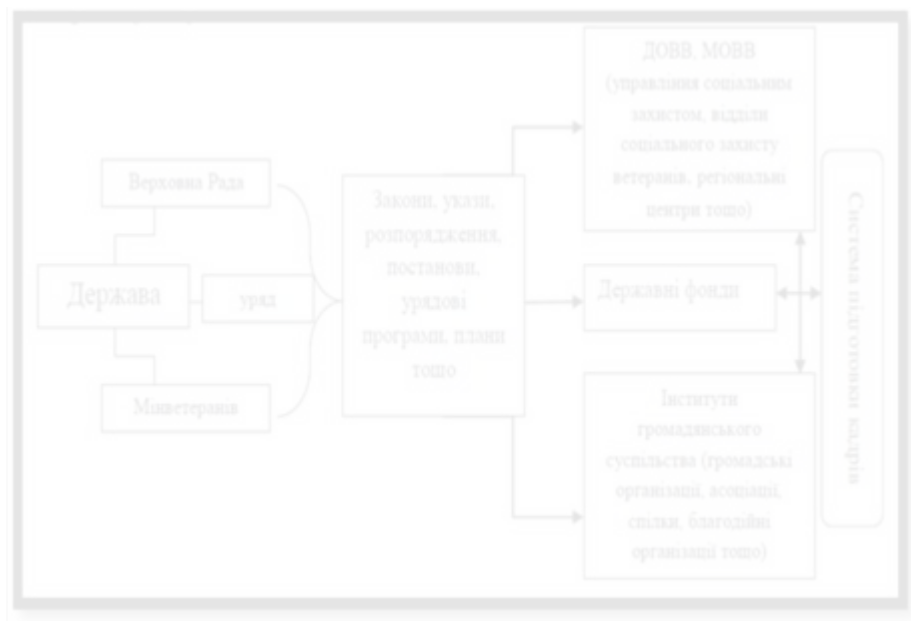 Верховна Рада
Держава
уряд
Мінветеранів
Закони, укази,
розпорядження,
постанови,
урядові
програми, плани
тощо
ДОВВ, МОВВ
(управління соціальним
захистом, відділи
соціального захисту
ветеранів, регіональні
центри тощо)
Державні фонди
Інститути
громадянського
суспільства (громадські
організації, асоціації,
спілки, благодійні
організації тощо)
Система підготовки кадрів